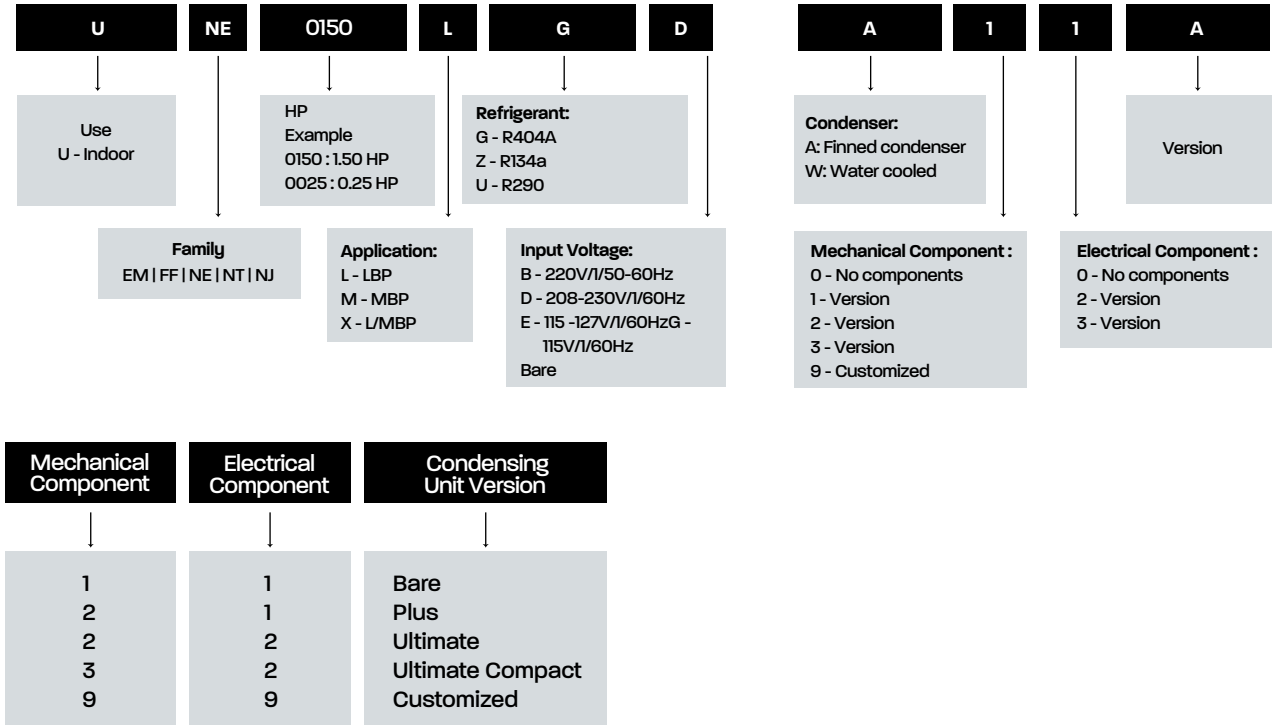 U NE 0150 L G D A 1 1 A
Use
U - Indoor
HP
Example
0150 : 1.50 HP
0025 : 0.25 HP
Refrigerant:
G - R404A
Z - R134a
U - R290
Condenser:
A: Finned condenser
W: Water cooled
Version
Family
EM | FF | NE | NT | NJ
Application:
L - LBP
M - MBP
X - L/MBP
Input Voltage:
B - 220V/1/50-60Hz
D - 208-230V/1/60Hz
E - 115 -127V/1/60HzG -
115V/1/60Hz
Bare
Mechanical Component :
0 - No components
1 - Version
2 - Version
3 - Version
9 - Customized
Electrical Component :
0 - No components
2 - Version
3 - Version
Mechanical
Component
Electrical
Component
Condensing
Unit Version
1 1 Bare
2 1 Plus
2 2 Ultimate
3 2 Ultimate Compact
9 9 Customized